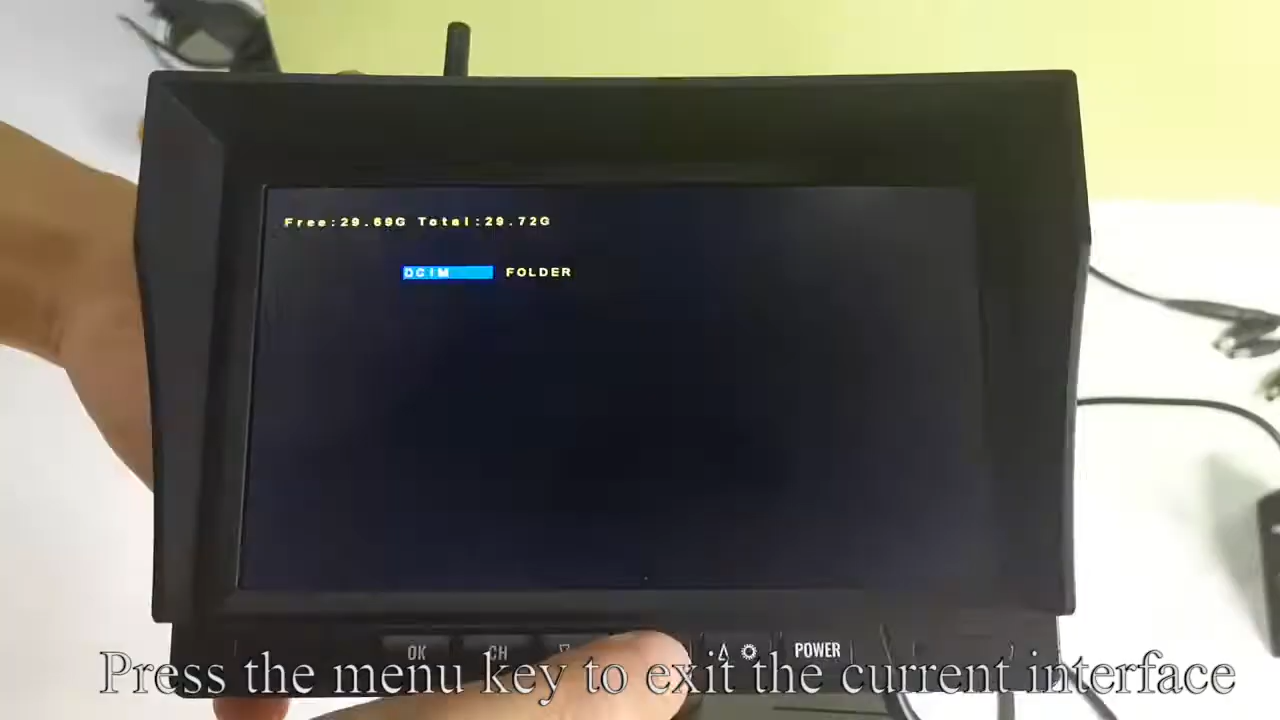 Free:29.69G Total:29.72G
DCIM FOLDER
OK CH POWER
Press the menu key to exit the current interface